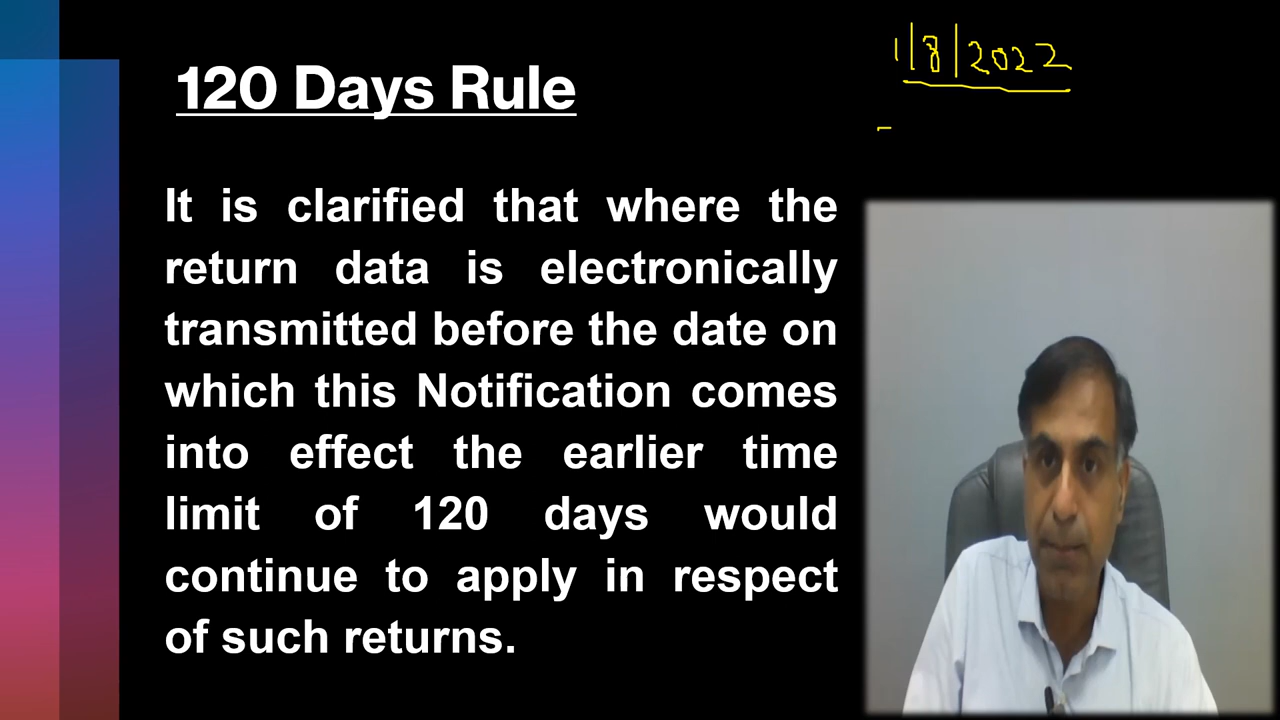 120 Days Rule
1/8/2022
It is clarified that where the
return data is electronically
transmitted before the date on
which this Notification comes
into effect the earlier time
limit of 120 days would
continue to apply in respect
of such returns.